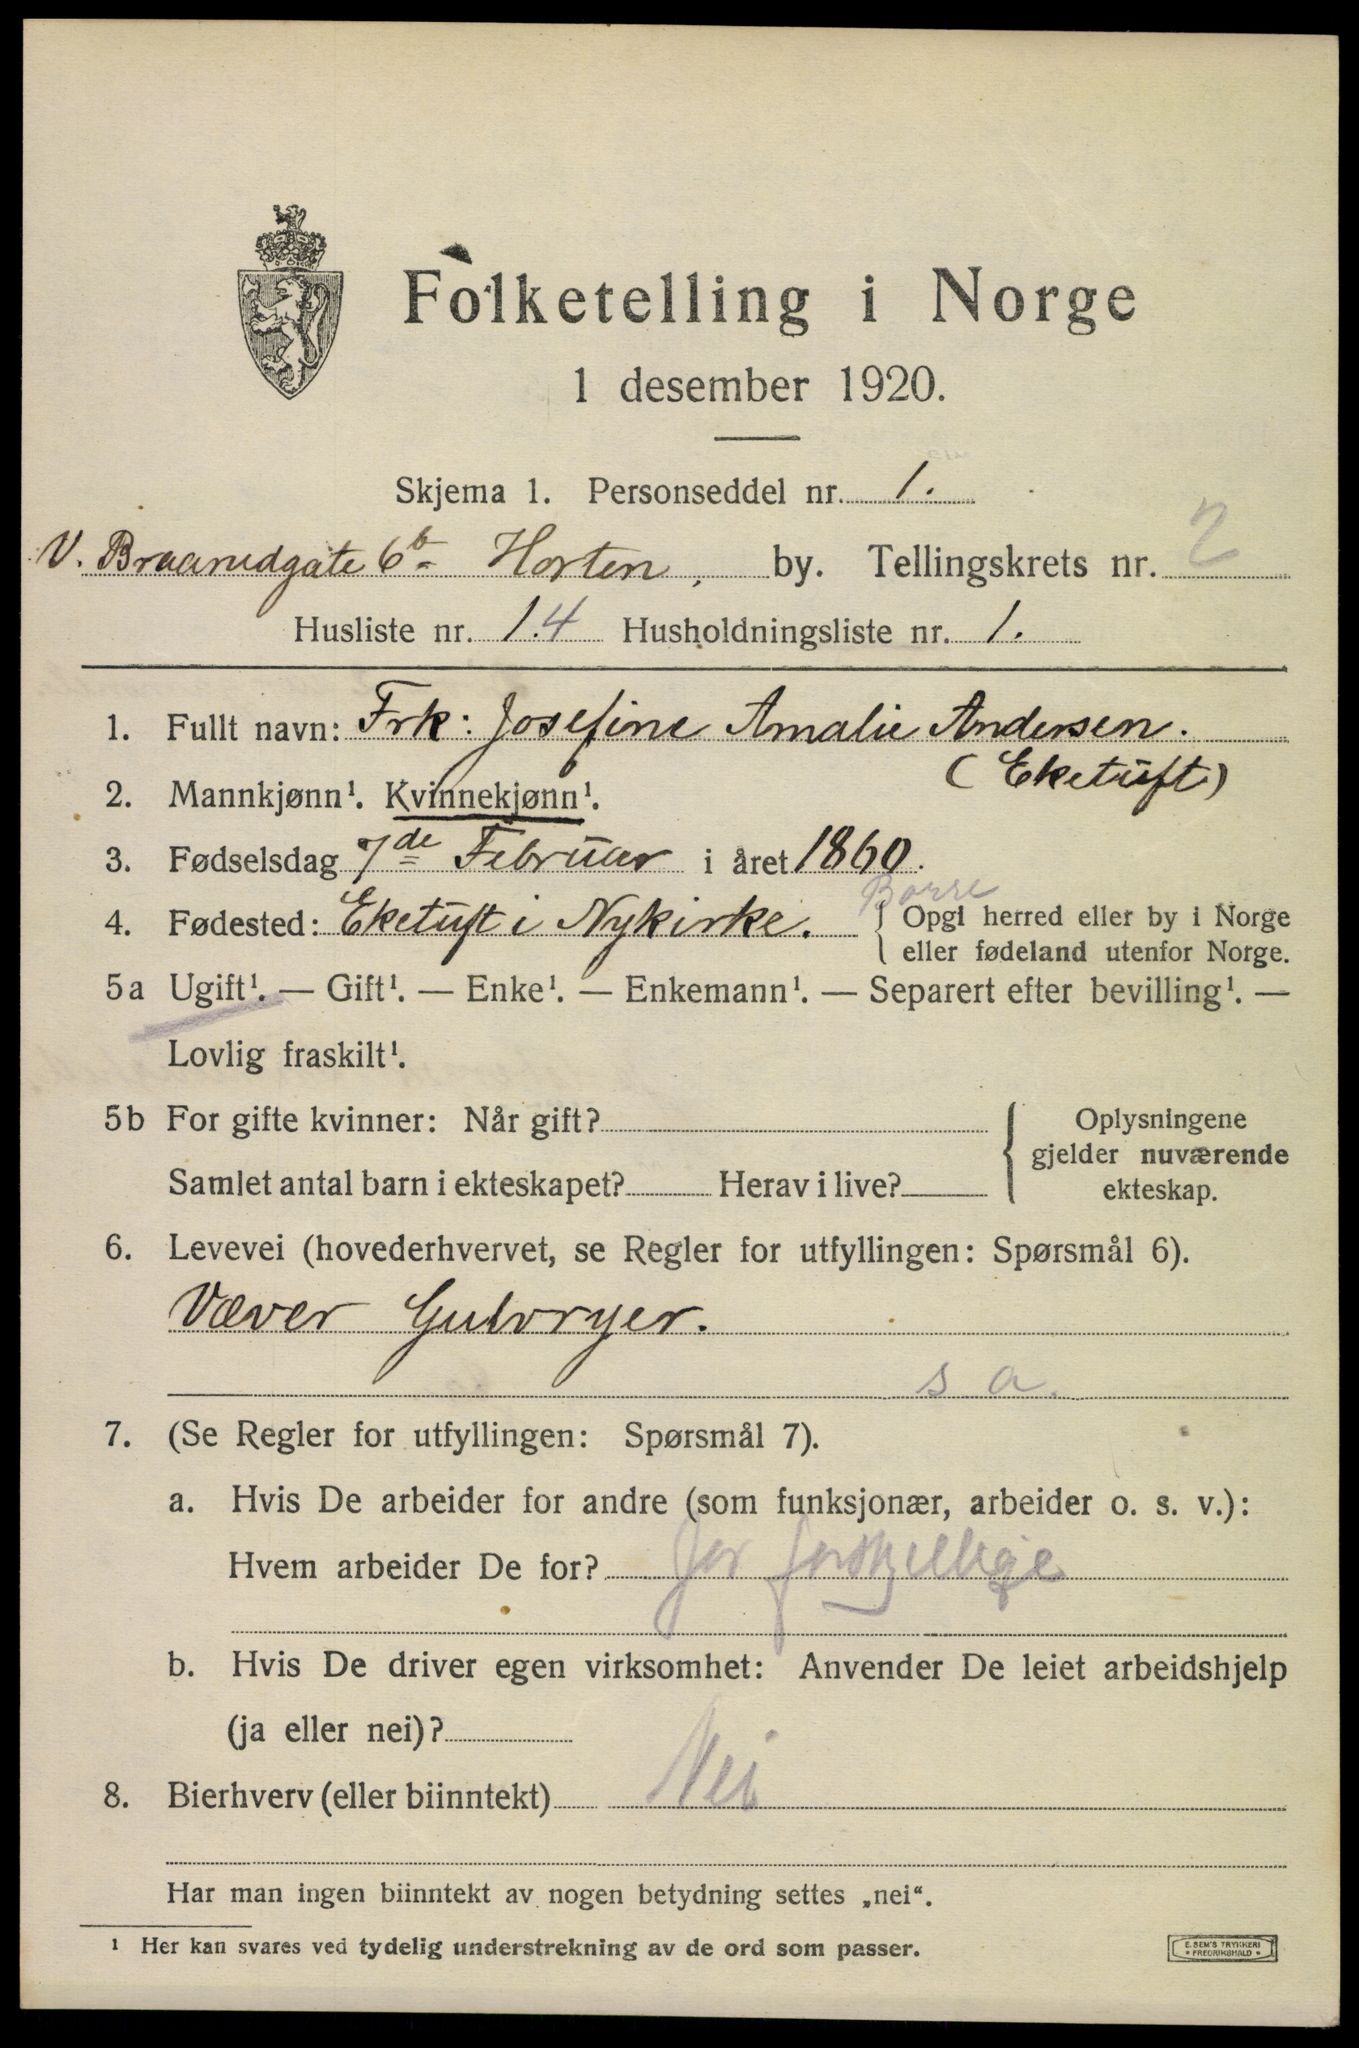 Folketelling i Norge
1 desember 1920.
Skjema 1. Personseddel nr. 1.
V. Braarudgate 6b Horten, by. Tellingskrets nr. 2
Husliste nr. 1.4 Husholdningsliste nr. 1.
1. Fullt navn: Frk: Josefine Amalie Andersen.
(Eketuft)
2. Mannkjønn¹. Kvinnekjønn¹.
3. Fødselsdag 7de Februar i året 1860.
Borre
4. Fødested: Eketuft i Nykirke. { Opgi herred eller by i Norge
eller fødeland utenfor Norge.
5a Ugift¹. — Gift¹. — Enke¹. — Enkemann¹. — Separert efter bevilling¹. —
Lovlig fraskilt¹.
5b For gifte kvinner: Når gift? { Oplysningene
gjelder nuværende
ekteskap.
Samlet antal barn i ekteskapet? Herav i live?
6. Levevei (hovederhvervet, se Regler for utfyllingen: Spørsmål 6).
Væver Gulvryer.
s a.
7. (Se Regler for utfyllingen: Spørsmål 7).
a. Hvis De arbeider for andre (som funksjonær, arbeider o. s. v.):
Hvem arbeider De for? for forskjellige
b. Hvis De driver egen virksomhet: Anvender De leiet arbeidshjelp
(ja eller nei)?
8. Bierhverv (eller biinntekt) Nei
Har man ingen biinntekt av nogen betydning settes „nei“.
¹ Her kan svares ved tydelig understrekning av de ord som passer.
E. SEM'S TRYKKERI
* FREDRIKSHALD *